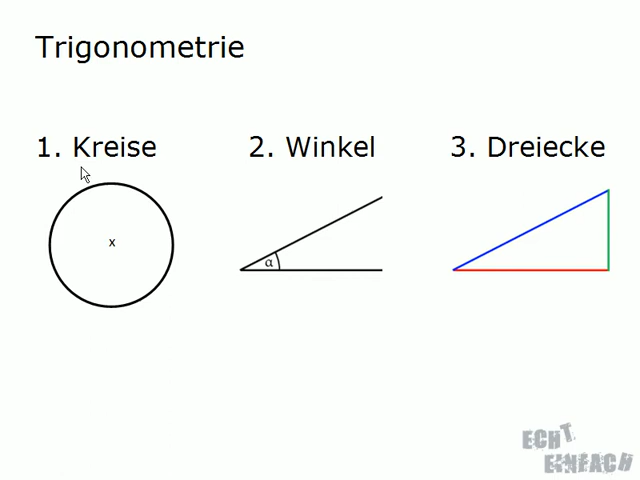 Trigonometrie
1. Kreise
2. Winkel
3. Dreiecke
x
α
ECHT
EINFACH